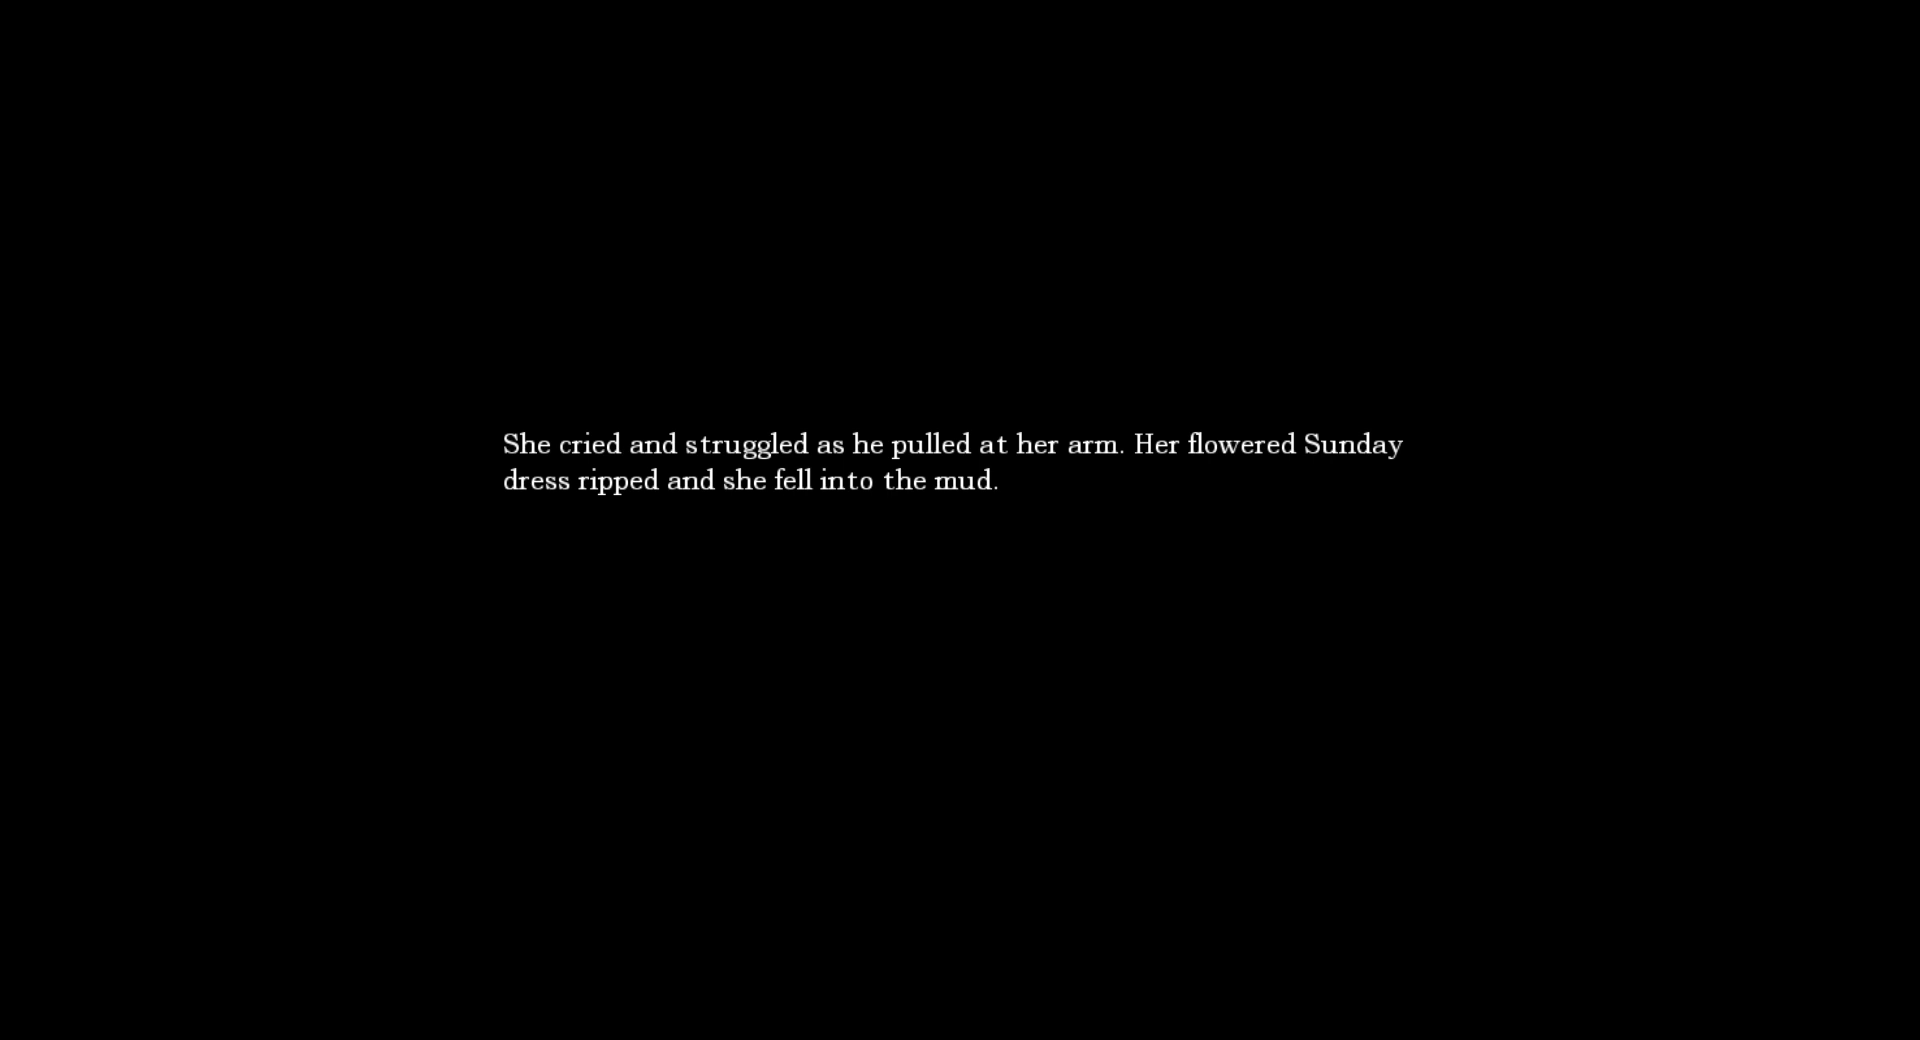 She cried and struggled as he pulled at her arm. Her flowered Sunday
dress ripped and she fell into the mud.